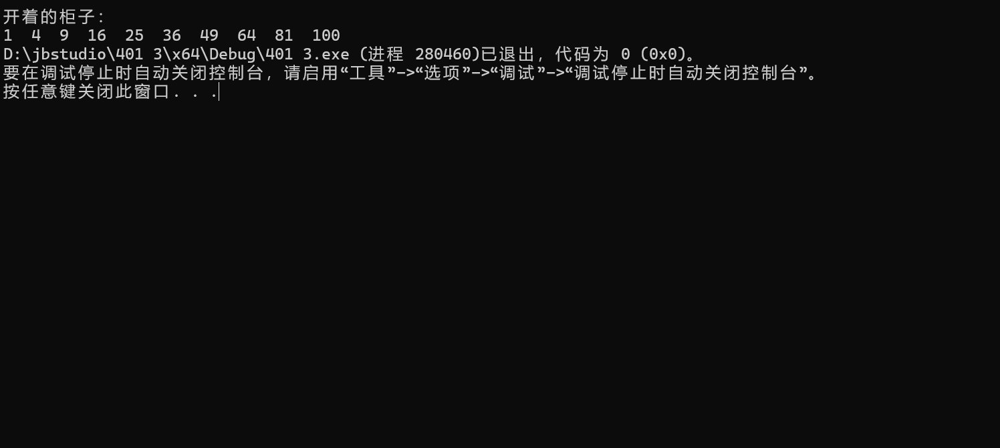 开着的柜子：
1  4  9  16  25  36  49  64  81  100
D:\jbstudio\401 3\x64\Debug\401 3.exe (进程 280460)已退出，代码为 0 (0x0)。
要在调试停止时自动关闭控制台，请启用“工具”->“选项”->“调试”->“调试停止时自动关闭控制台”。
按任意键关闭此窗口. . .